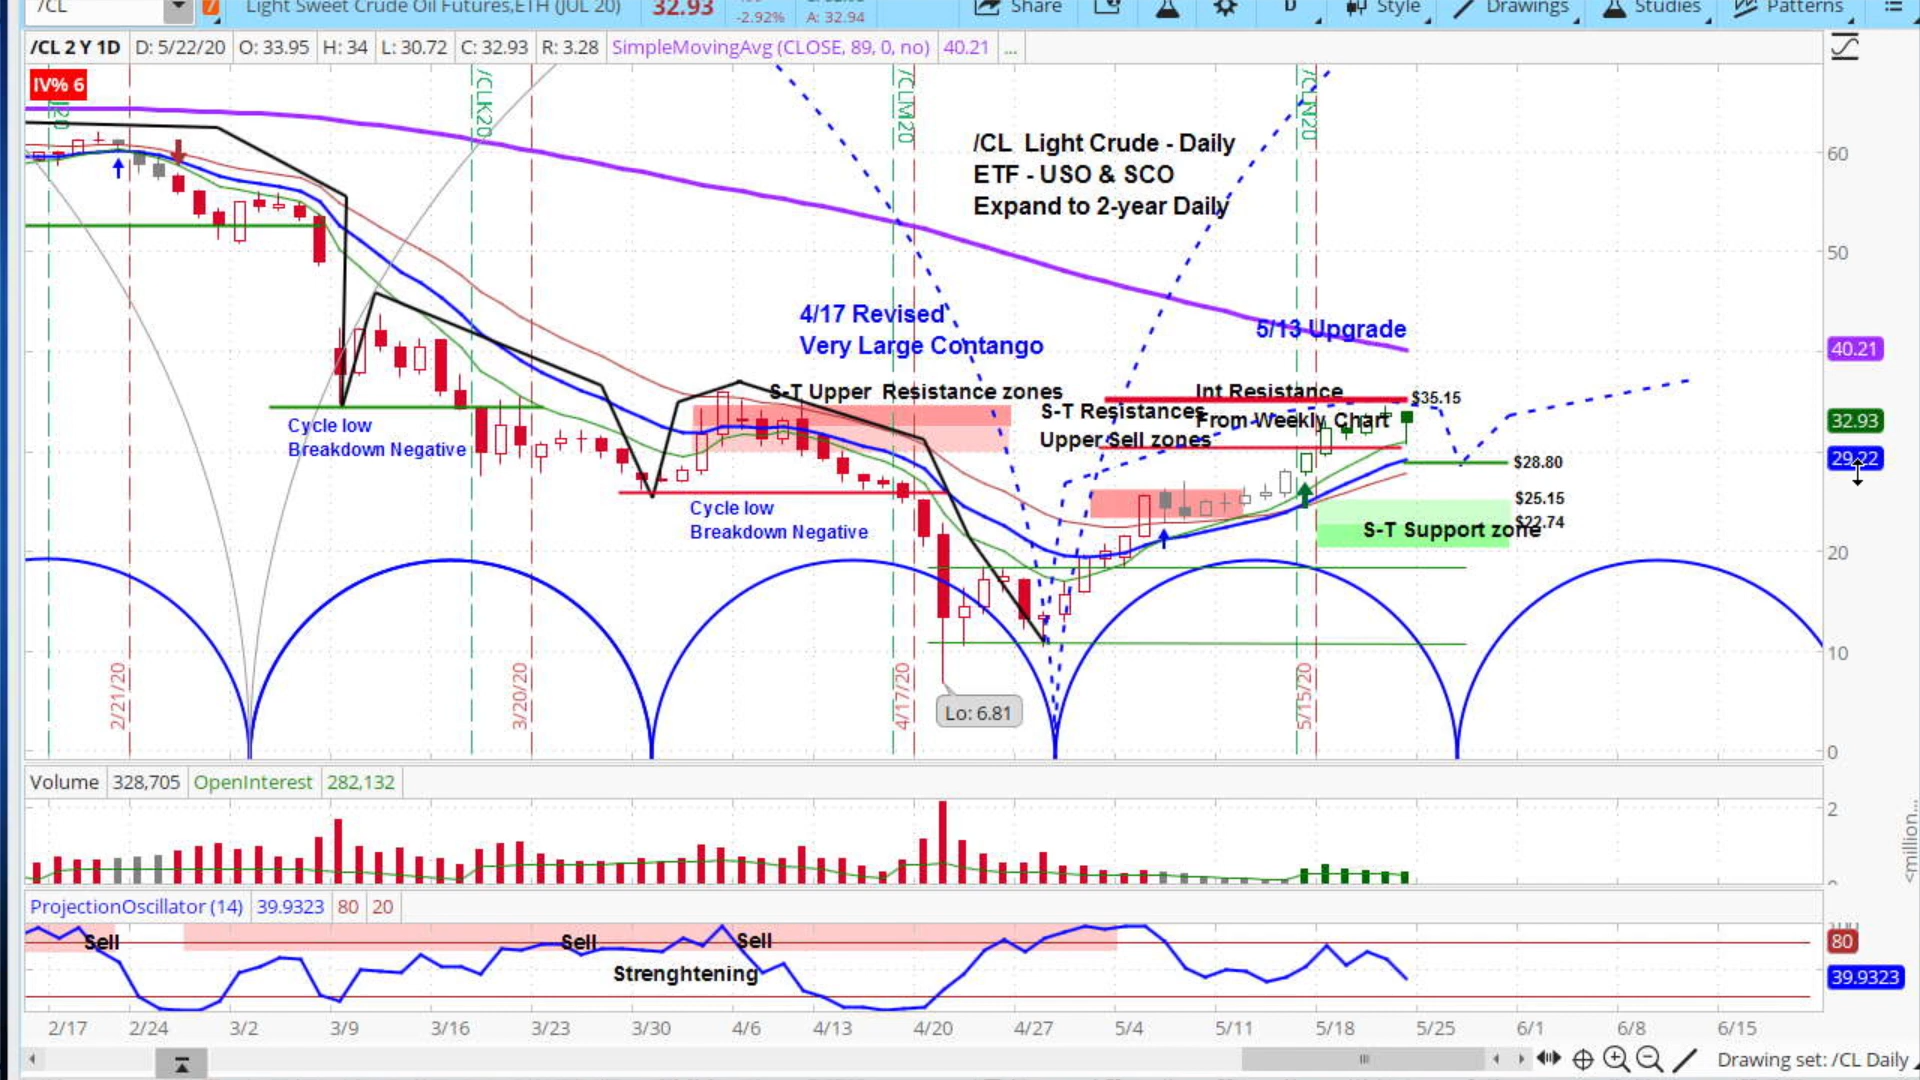 /CL
7
Light Sweet Crude Oil Futures,ETH (JUL 20)
32.93
-2.92%
A: 32.94
Share
D
Style
Drawings
Studies
Patterns
/CL 2 Y 1D
D: 5/22/20
O: 33.95
H: 34
L: 30.72
C: 32.93
R: 3.28
SimpleMovingAvg (CLOSE, 89, 0, no)
40.21
...
IV% 6
/CLK20
/CLM20
/CLN20
/CL Light Crude - Daily
ETF - USO & SCO
Expand to 2-year Daily
60
50
4/17 Revised
Very Large Contango
5/13 Upgrade
40.21
S-T Upper Resistance zones
Int Resistance
$35.15
S-T Resistances
From Weekly Chart
Upper Sell zones
32.93
Cycle low
Breakdown Negative
29.22
$28.80
$25.15
$22.74
S-T Support zone
Cycle low
Breakdown Negative
20
10
0
2/21/20
3/20/20
4/17/20
5/15/20
Lo: 6.81
Volume
328,705
OpenInterest
282,132
2
<million...
ProjectionOscillator (14)
39.9323
80
20
Sell
Sell
Sell
Strenghtening
80
39.9323
2/17
2/24
3/2
3/9
3/16
3/23
3/30
4/6
4/13
4/20
4/27
5/4
5/11
5/18
5/25
6/1
6/8
6/15
Drawing set: /CL Daily